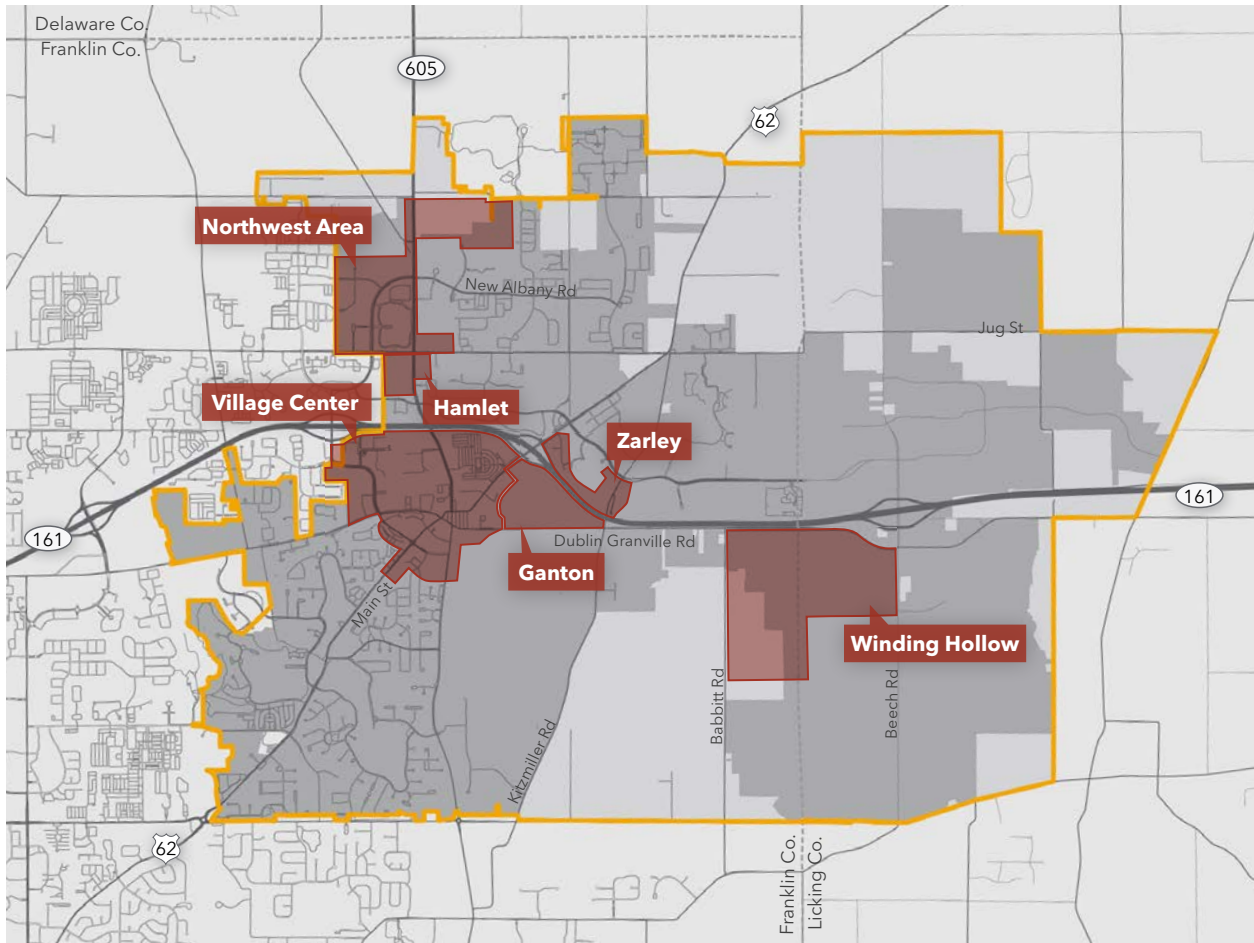 Delaware Co.
Franklin Co.
605
62
Northwest Area
New Albany Rd
Jug St
Village Center
Hamlet
Zarley
161
161
Dublin Granville Rd
Ganton
Main St
Winding Hollow
Babbitt Rd
Beech Rd
Kitzmiller Rd
62
Franklin Co.
Licking Co.